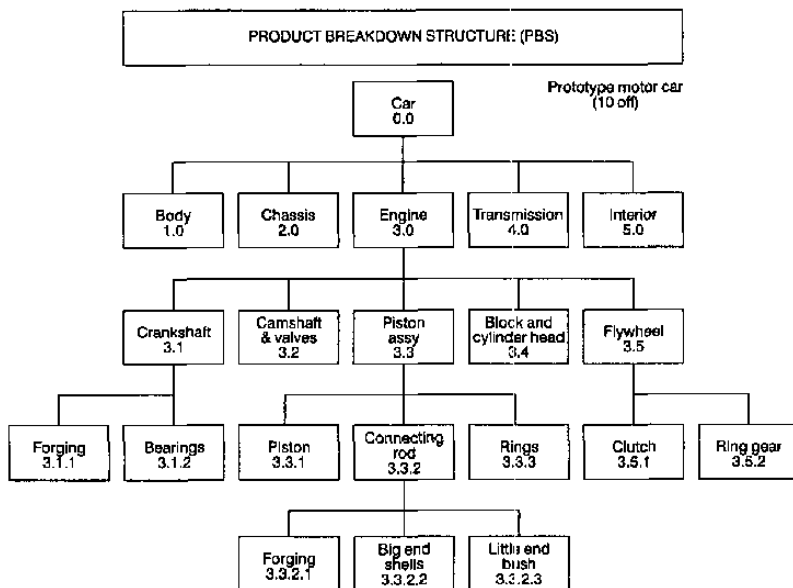 PRODUCT BREAKDOWN STRUCTURE (PBS)
Prototype motor car
(10 off)
Car
0.0
Body
1.0
Chassis
2.0
Engine
3.0
Transmission
4.0
Interior
5.0
Crankshaft
3.1
Camshaft
& valves
3.2
Piston
assy
3.3
Block and
cylinder head
3.4
Flywheel
3.5
Forging
3.1.1
Bearings
3.1.2
Piston
3.3.1
Connecting
rod
3.3.2
Rings
3.3.3
Clutch
3.5.1
Ring gear
3.5.2
Forging
3.3.2.1
Big end
shells
3.3.2.2
Little end
bush
3.3.2.3